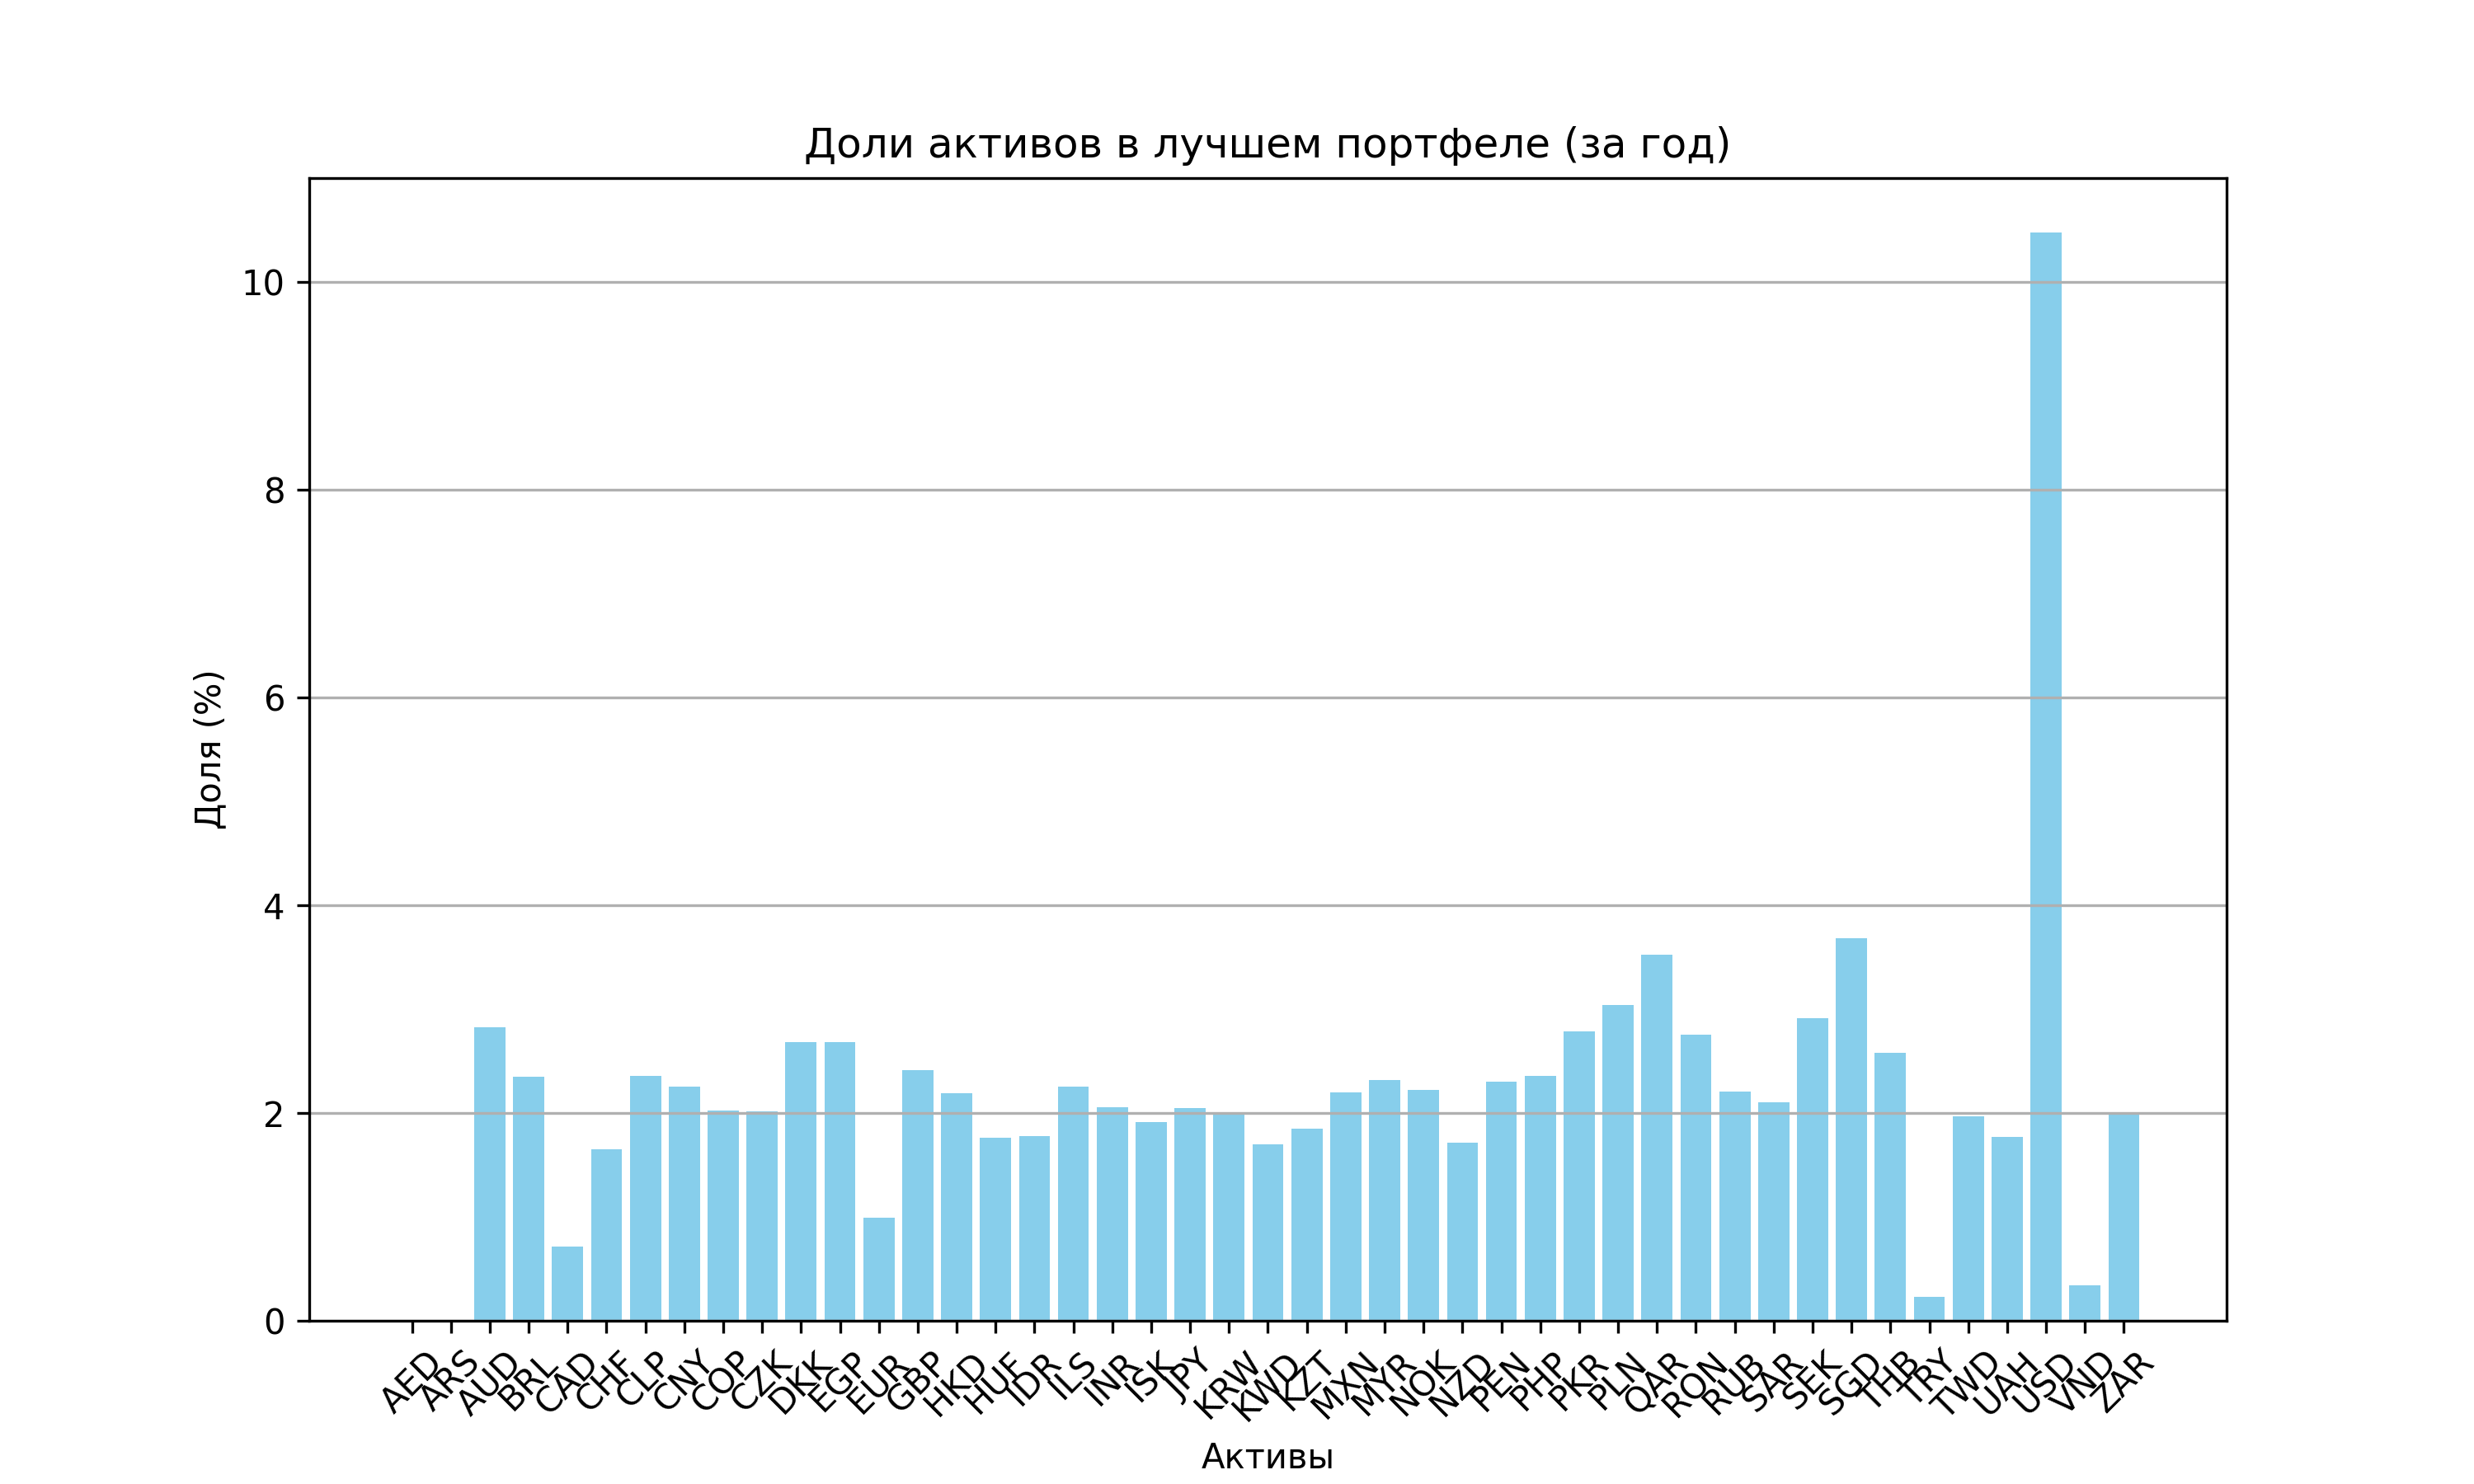 Доли активов в лучшем портфеле (за год)
Доля (%)
10
8
6
4
2
0
AED ARS AUD BRL CAD CHF CLP CNY COP CZK DKK EGP EUR GBP HKD HUF IDR ILS INR ISK JPY KRW KWD KZT MXN MYR NOK NZD PEN PHP PKR PLN QAR RON RUB SAR SEK SGD THB TRY TWD UAH USD VND ZAR
Активы